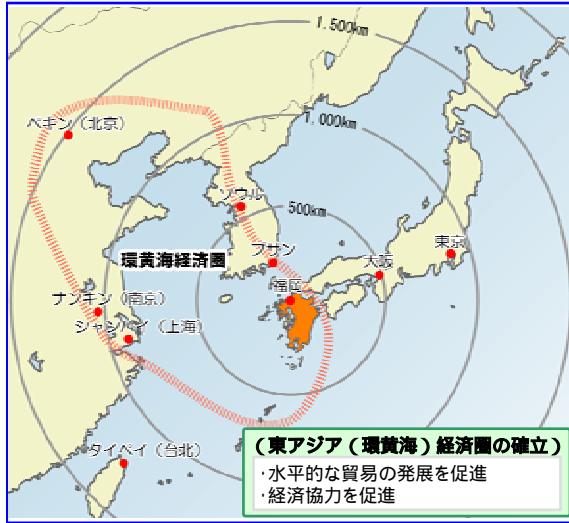 1,500km
ペキン（北京）
1,000km
ソウル
500km
環黄海経済圏
プサン
東京
大阪
福岡
ナンキン（南京）
シャンハイ（上海）
タイペイ（台北）
（東アジア（環黄海）経済圏の確立）
･水平的な貿易の発展を促進
･経済協力を促進